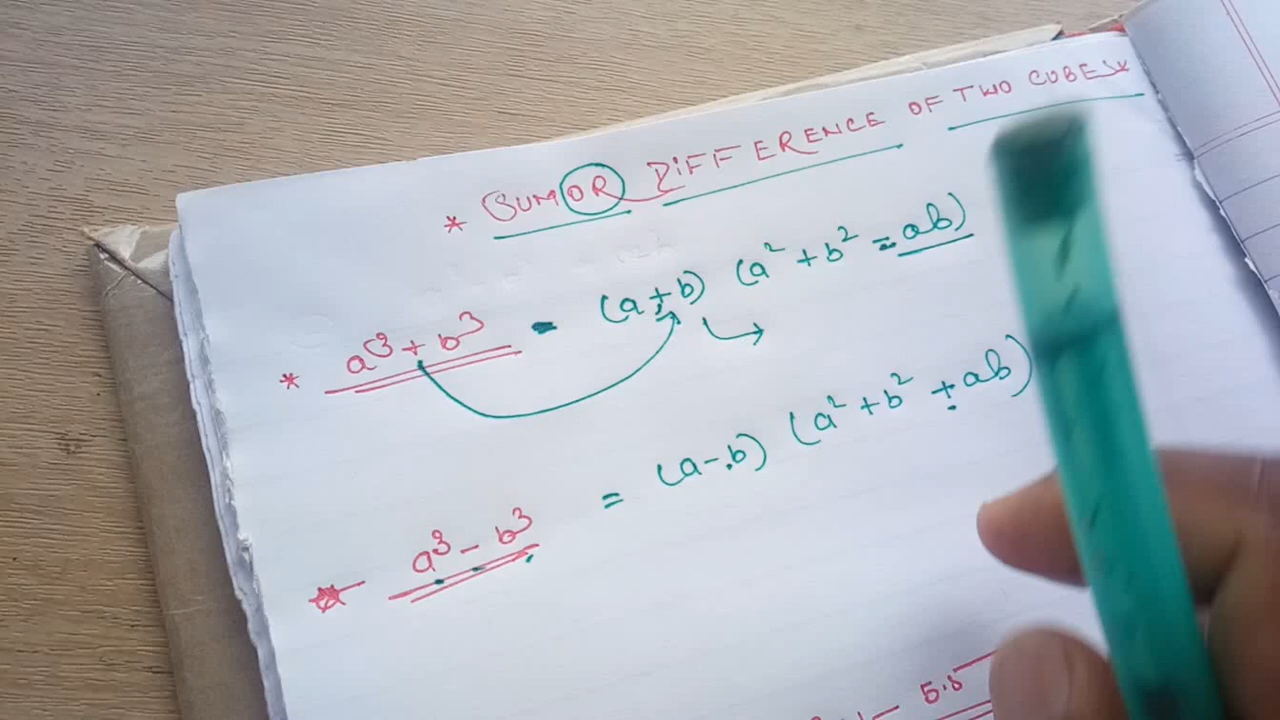 * SUM OR DIFFERENCE OF TWO CUBES *
* a³ + b³ = (a+b) (a² + b² - ab)
* a³ - b³ = (a-b) (a² + b² + ab)